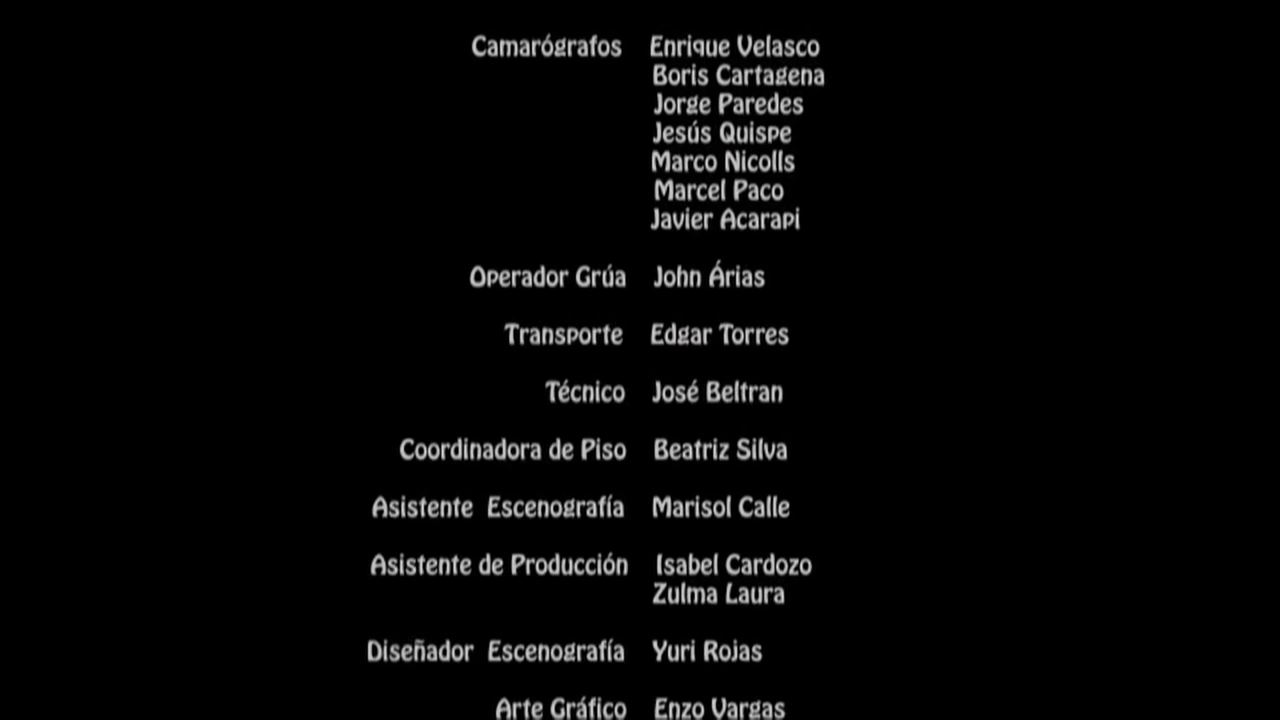 Camarógrafos Enrique Velasco
Boris Cartagena
Jorge Paredes
Jesús Quispe
Marco Nicolls
Marcel Paco
Javier Acarapi
Operador Grúa John Árias
Transporte Edgar Torres
Técnico José Beltran
Coordinadora de Piso Beatriz Silva
Asistente Escenografía Marisol Calle
Asistente de Producción Isabel Cardozo
Zulma Laura
Diseñador Escenografía Yuri Rojas
Arte Gráfico Enzo Vargas